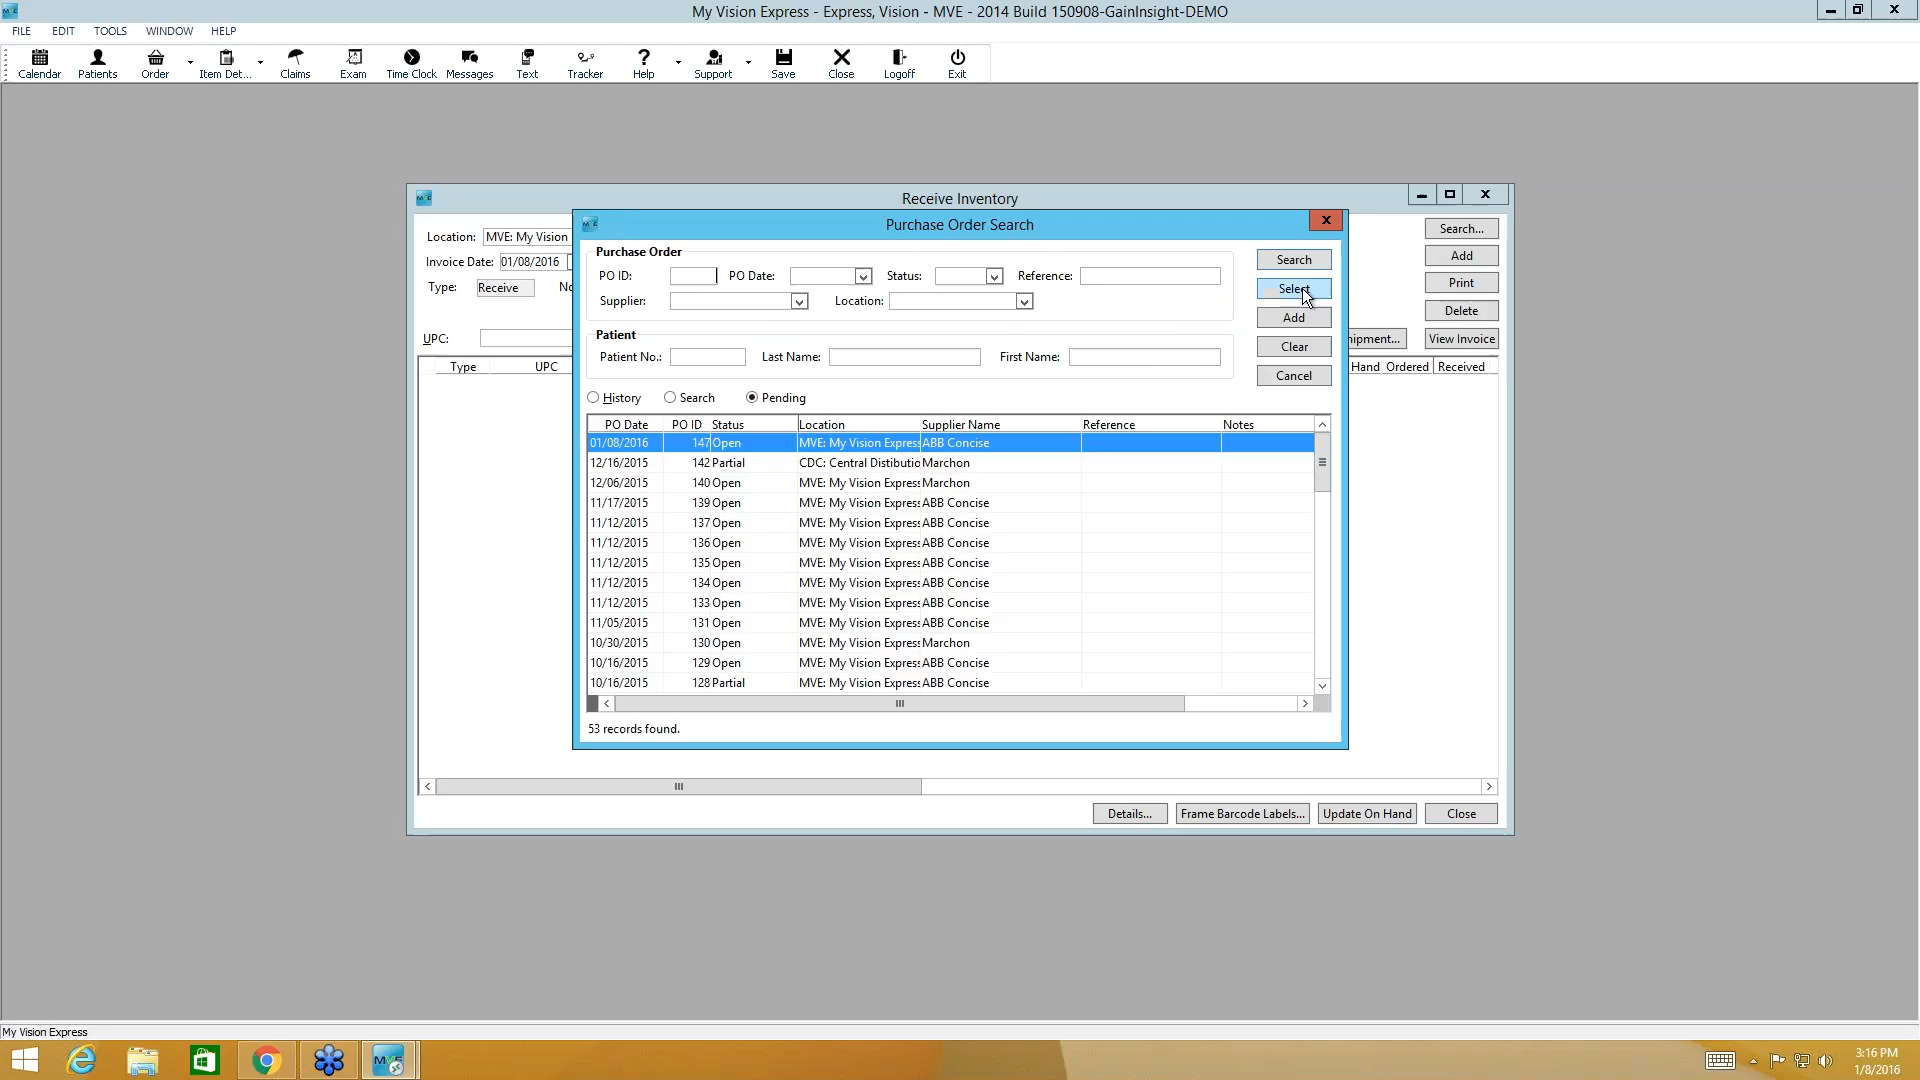 My Vision Express - Express, Vision - MVE - 2014 Build 150908-GainInsight-DEMO
FILE EDIT TOOLS WINDOW HELP
Calendar Patients Order Item Det... Claims Exam Time Clock Messages Text Tracker Help Support Save Close Logoff Exit
Receive Inventory
Purchase Order Search
Location: MVE: My Vision
Invoice Date: 01/08/2016
Type: Receive
UPC:
Type UPC
Search...
Add
Print
Delete
View Invoice
Hand Ordered Received
Purchase Order
PO ID: PO Date: Status: Reference:
Supplier: Location:
Patient
Patient No.: Last Name: First Name:
Search
Select
Add
Clear
Cancel
History Search Pending
PO Date PO ID Status Location Supplier Name Reference Notes
01/08/2016 147 Open MVE: My Vision Express ABB Concise
12/16/2015 142 Partial CDC: Central Distibutio Marchon
12/06/2015 140 Open MVE: My Vision Express Marchon
11/17/2015 139 Open MVE: My Vision Express ABB Concise
11/12/2015 137 Open MVE: My Vision Express ABB Concise
11/12/2015 136 Open MVE: My Vision Express ABB Concise
11/12/2015 135 Open MVE: My Vision Express ABB Concise
11/12/2015 134 Open MVE: My Vision Express ABB Concise
11/12/2015 133 Open MVE: My Vision Express ABB Concise
11/05/2015 131 Open MVE: My Vision Express ABB Concise
10/30/2015 130 Open MVE: My Vision Express Marchon
10/16/2015 129 Open MVE: My Vision Express ABB Concise
10/16/2015 128 Partial MVE: My Vision Express ABB Concise
53 records found.
Details... Frame Barcode Labels... Update On Hand Close
My Vision Express
3:16 PM
1/8/2016